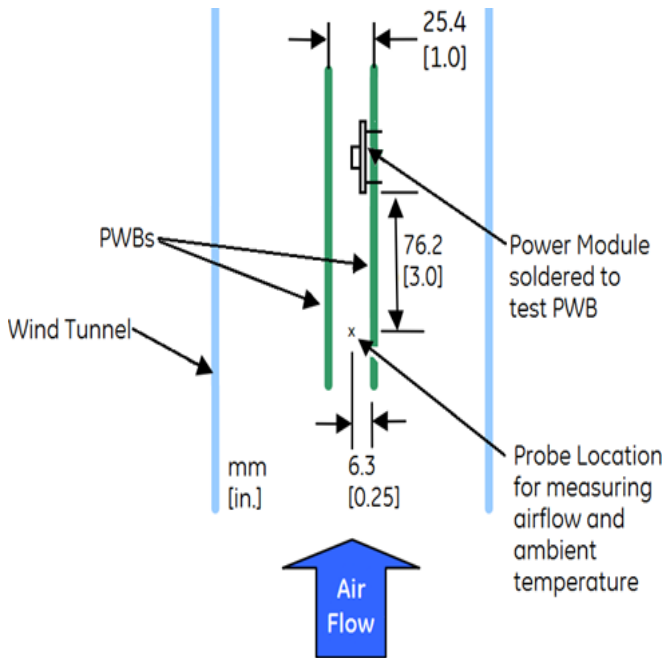 25.4
[1.0]
PWBs
76.2
[3.0]
Power Module
soldered to
test PWB
Wind Tunnel
x
mm
[in.]
6.3
[0.25]
Probe Location
for measuring
airflow and
ambient
temperature
Air
Flow